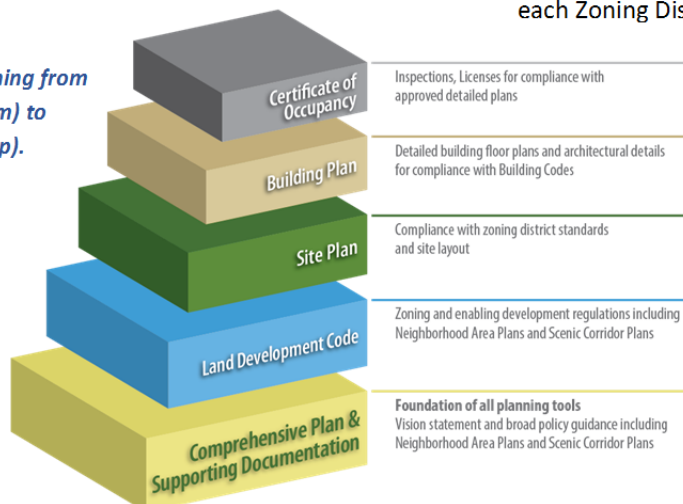 each Zoning Dis
ing from
m) to
p).
Certificate of
Occupancy
Inspections, Licenses for compliance with
approved detailed plans
Building Plan
Detailed building floor plans and architectural details
for compliance with Building Codes
Site Plan
Compliance with zoning district standards
and site layout
Land Development Code
Zoning and enabling development regulations including
Neighborhood Area Plans and Scenic Corridor Plans
Comprehensive Plan &
Supporting Documentation
Foundation of all planning tools
Vision statement and broad policy guidance including
Neighborhood Area Plans and Scenic Corridor Plans